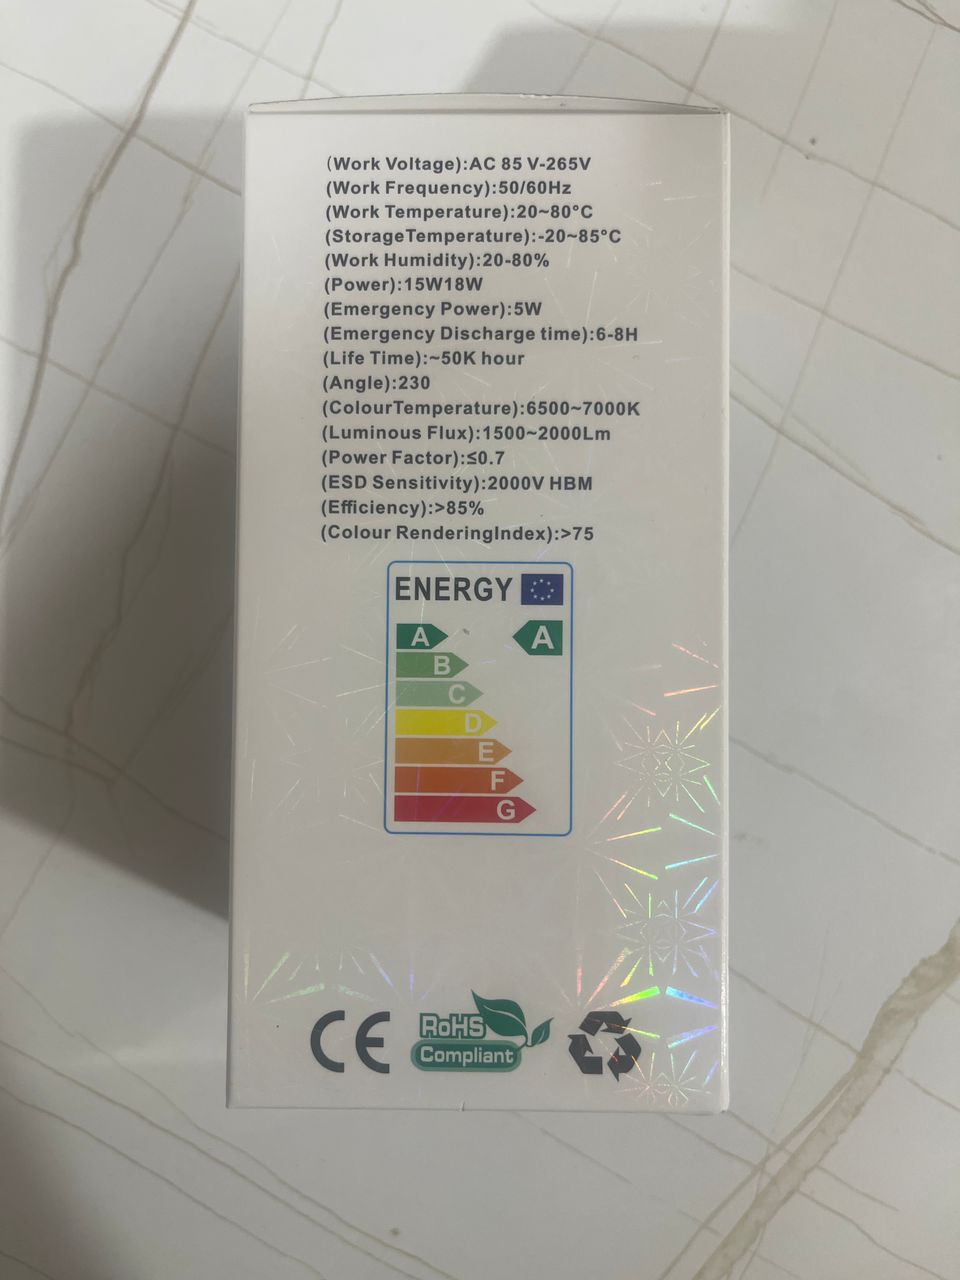 (Work Voltage):AC 85 V-265V
(Work Frequency):50/60Hz
(Work Temperature):20~80°C
(StorageTemperature):-20~85°C
(Work Humidity):20-80%
(Power):15W18W
(Emergency Power):5W
(Emergency Discharge time):6-8H
(Life Time):~50K hour
(Angle):230
(ColourTemperature):6500~7000K
(Luminous Flux):1500~2000Lm
(Power Factor):≤0.7
(ESD Sensitivity):2000V HBM
(Efficiency):>85%
(Colour RenderingIndex):>75
ENERGY
A A
B
C
D
E
F
G
CE
RoHS
Compliant